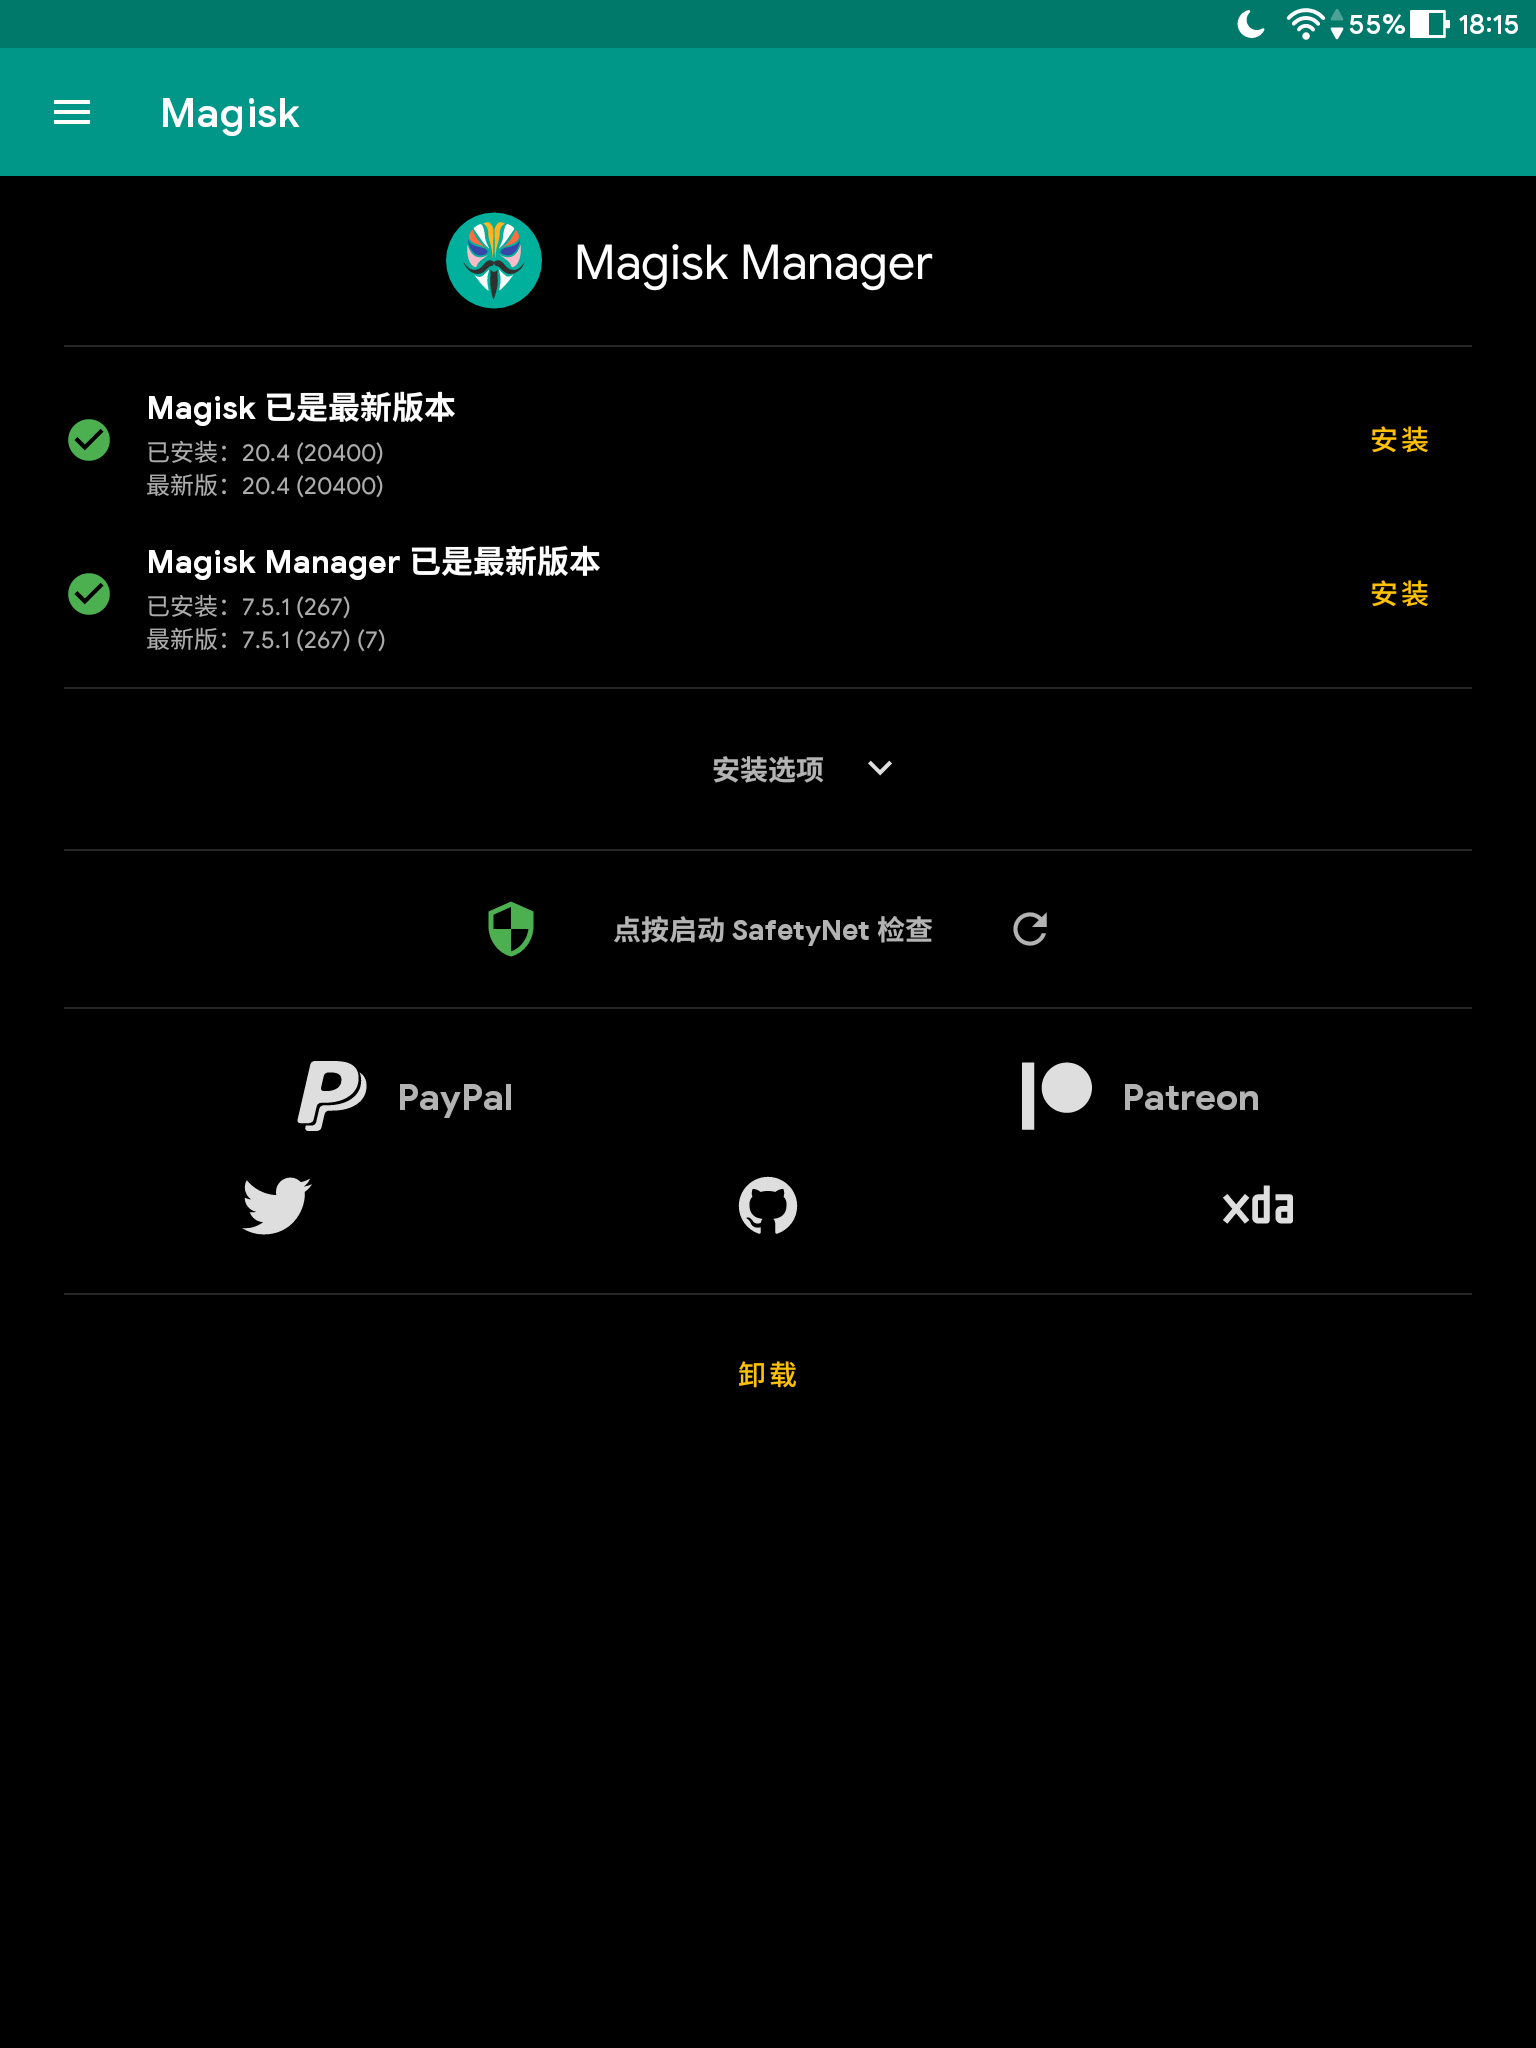 55% 18:15
Magisk
Magisk Manager
Magisk 已是最新版本
已安装：20.4 (20400)
最新版：20.4 (20400)
安装
Magisk Manager 已是最新版本
已安装：7.5.1 (267)
最新版：7.5.1 (267) (7)
安装
安装选项
点按启动 SafetyNet 检查
PayPal
Patreon
xda
卸载